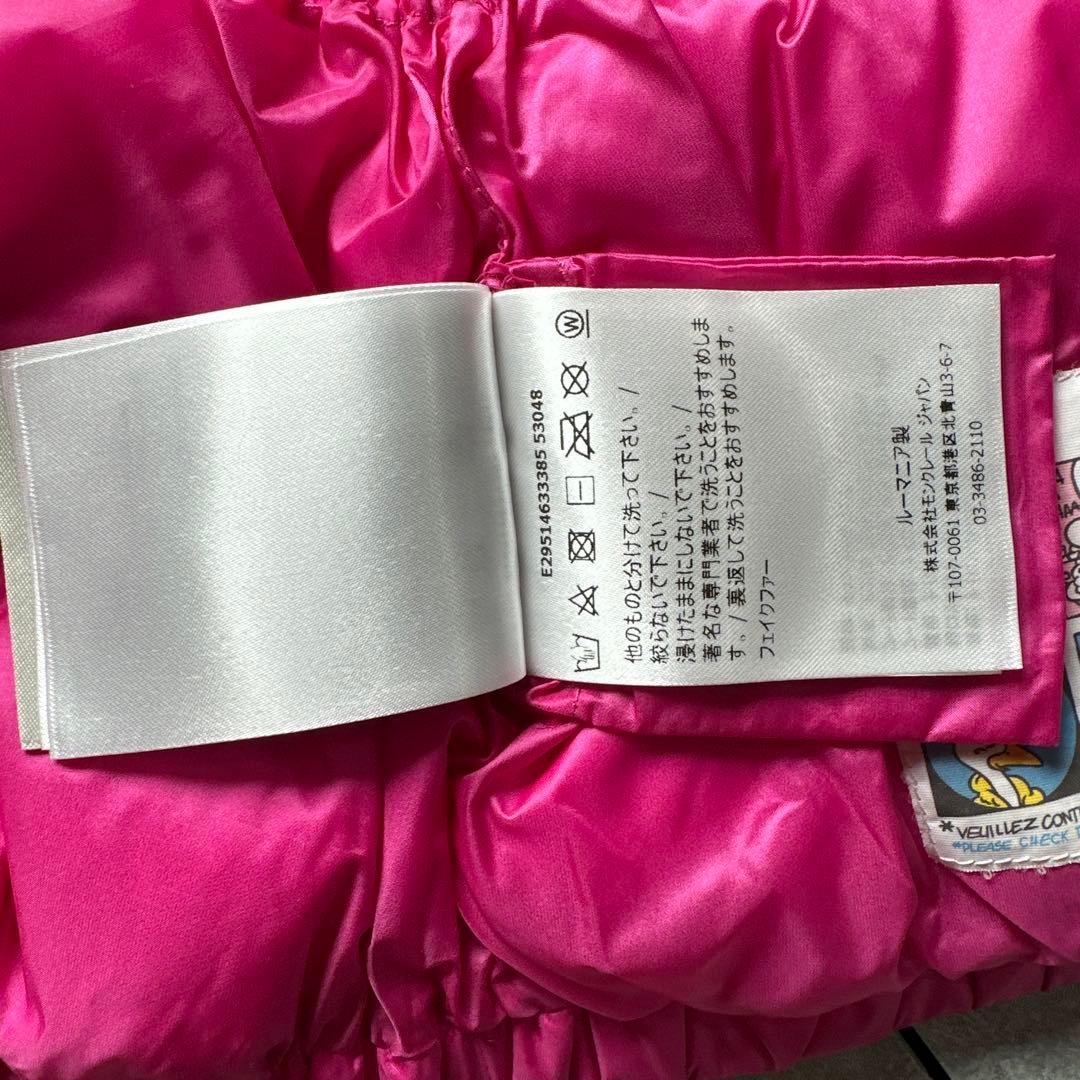 E29514633385 53048
W
他のものと分けて洗って下さい。/
絞らないで下さい。/
浸けたままにしないで下さい。/
著名な専門業者で洗うことをおすすめしま
す。/ 裏返して洗うことをおすすめします。
フェイクファー
ルーマニア製
株式会社モンクレール ジャパン
〒107-0061 東京都港区北青山3-6-7
03-3486-2110
*VEUILLEZ CONT
*PLEASE CHECK